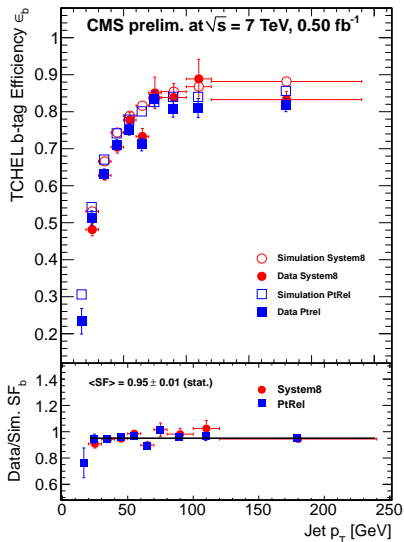 CMS prelim. at √s = 7 TeV, 0.50 fb⁻¹
TCHEL b-tag Efficiency ε_b
1
0.9
0.8
0.7
0.6
0.5
0.4
0.3
0.2
Simulation System8
Data System8
Simulation PtRel
Data Ptrel
Data/Sim. SF_b
1.4
1.2
1
0.8
0.6
<SF> = 0.95 ± 0.01 (stat.)
System8
PtRel
0 50 100 150 200 250
Jet p_T [GeV]